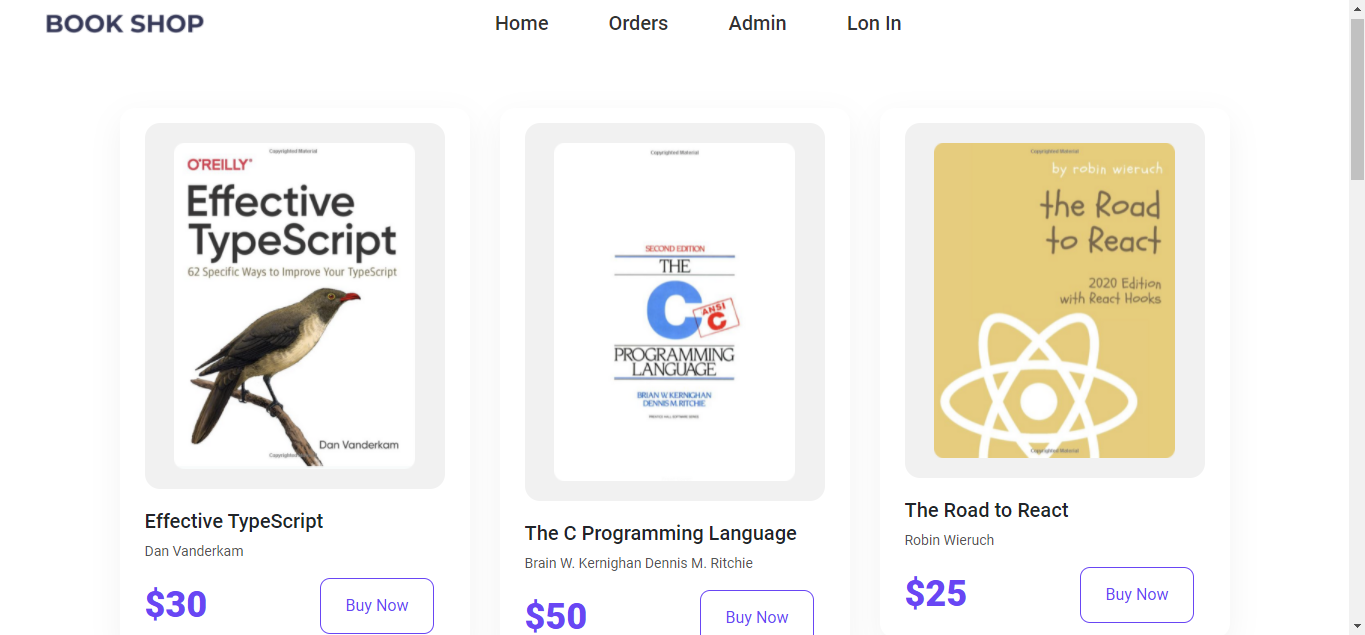 BOOK SHOP
Home
Orders
Admin
Lon In
Copyrighted Material
O'REILLY®
Effective
TypeScript
62 Specific Ways to Improve Your TypeScript
Dan Vanderkam
Copyrighted Material
Effective TypeScript
Dan Vanderkam
$30
Buy Now
Copyrighted Material
SECOND EDITION
THE
C
ANSI
C
PROGRAMMING
LANGUAGE
BRIAN W. KERNIGHAN
DENNIS M. RITCHIE
PRENTICE HALL SOFTWARE SERIES
The C Programming Language
Brain W. Kernighan Dennis M. Ritchie
$50
Buy Now
Copyrighted Material
by robin wieruch
the Road
to React
2020 Edition
with React Hooks
Copyrighted Material
The Road to React
Robin Wieruch
$25
Buy Now